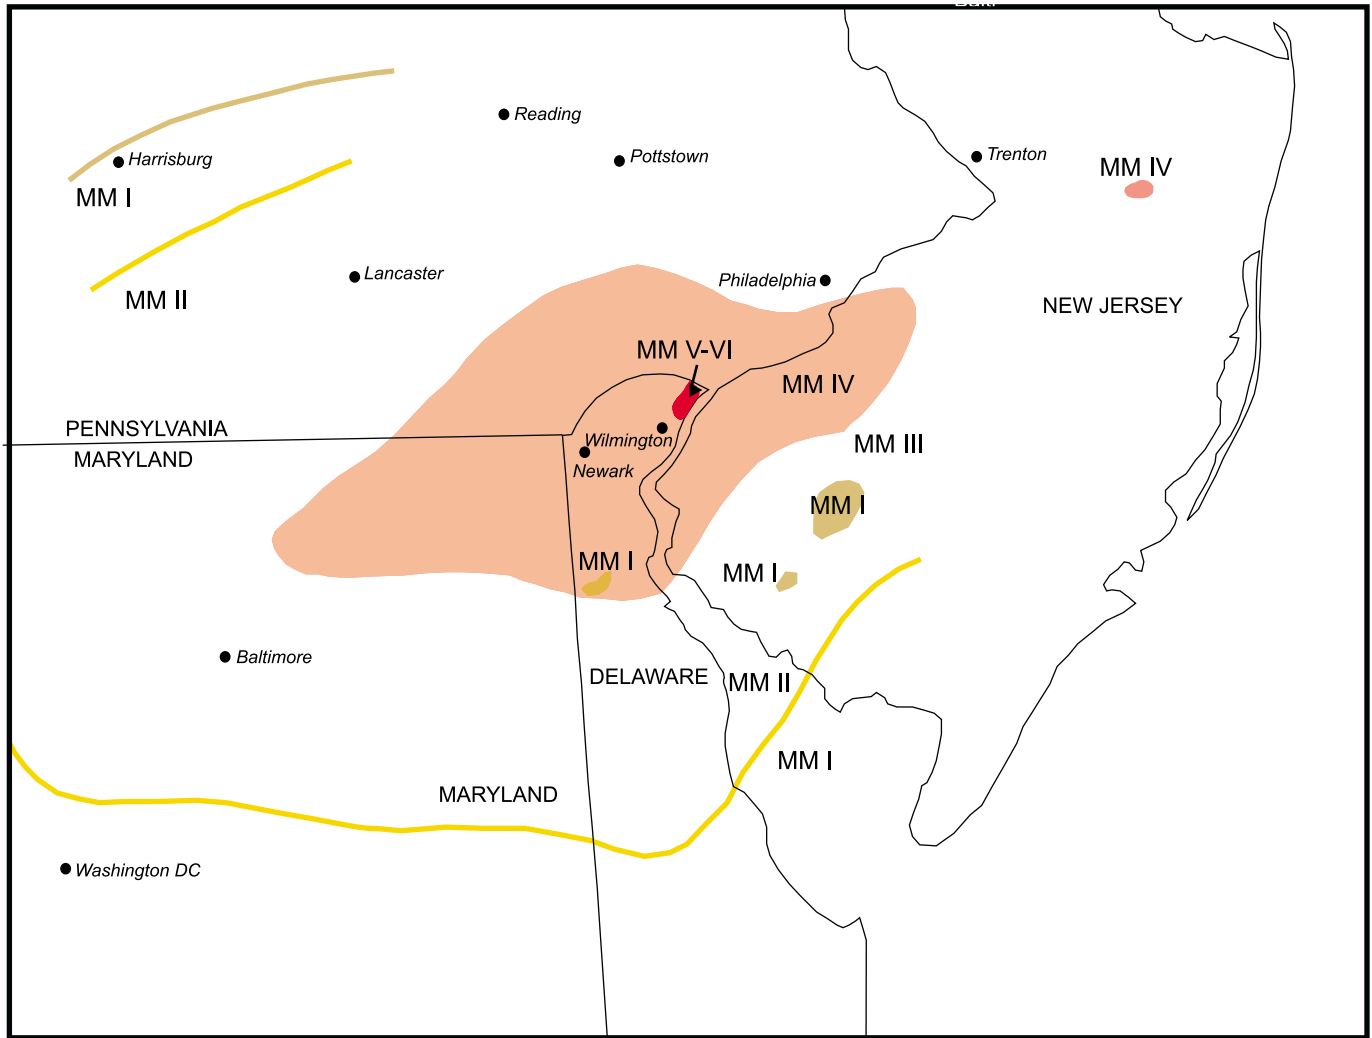 Reading
Harrisburg
Pottstown
Trenton
MM IV
MM I
Lancaster
Philadelphia
MM II
NEW JERSEY
MM V-VI
MM IV
PENNSYLVANIA
Wilmington
MM III
MARYLAND
Newark
MM I
MM I
MM I
Baltimore
DELAWARE
MM II
MM I
MARYLAND
Washington DC